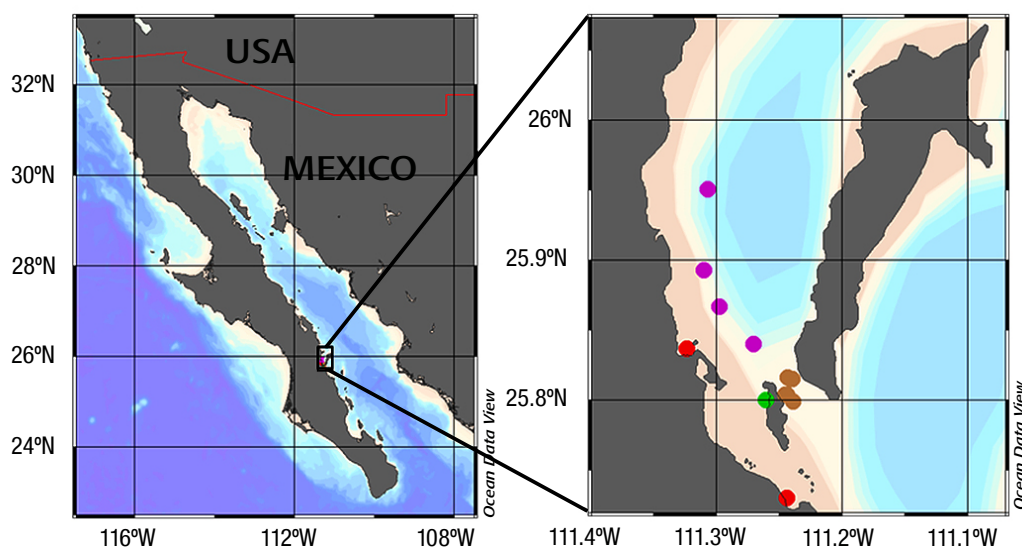 USA
MEXICO
32ºN
30ºN
28ºN
26ºN
24ºN
116ºW
112ºW
108ºW
Ocean Data View
26ºN
25.9ºN
25.8ºN
111.4ºW
111.3ºW
111.2ºW
111.1ºW
Ocean Data View